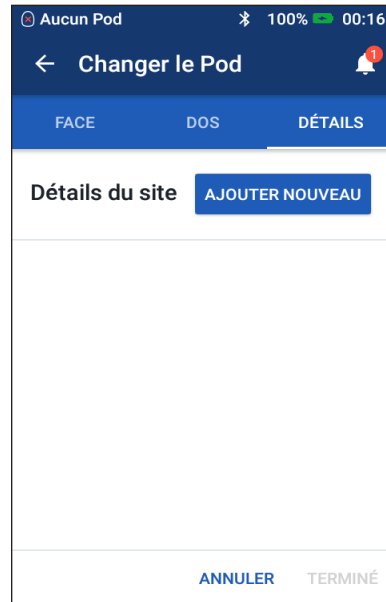 Aucun Pod 100% 00:16
Changer le Pod 1
FACE DOS DÉTAILS
Détails du site AJOUTER NOUVEAU
ANNULER TERMINÉ